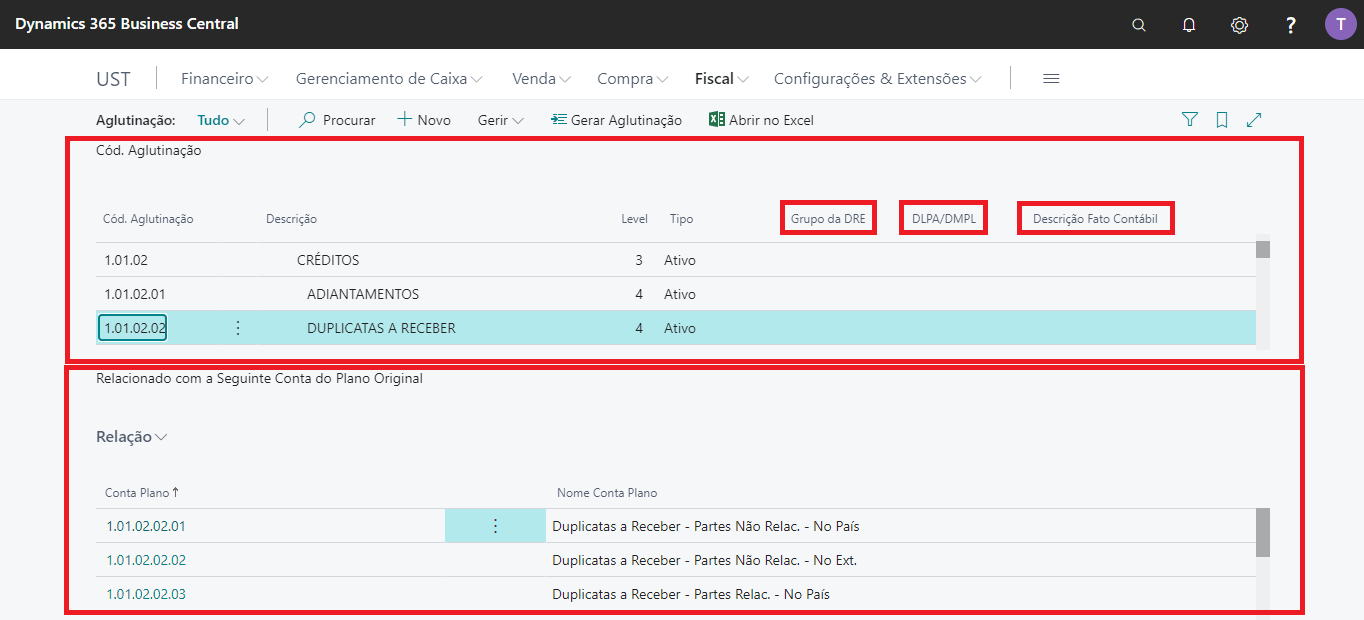 Dynamics 365 Business Central
? T
UST Financeiro Gerenciamento de Caixa Venda Compra Fiscal Configurações & Extensões
Aglutinação: Tudo Procurar Novo Gerir Gerar Aglutinação Abrir no Excel
Cód. Aglutinação
Cód. Aglutinação Descrição Level Tipo Grupo da DRE DLPA/DMPL Descrição Fato Contábil
1.01.02 CRÉDITOS 3 Ativo
1.01.02.01 ADIANTAMENTOS 4 Ativo
1.01.02.02 DUPLICATAS A RECEBER 4 Ativo
Relacionado com a Seguinte Conta do Plano Original
Relação
Conta Plano ↑ Nome Conta Plano
1.01.02.02.01 Duplicatas a Receber - Partes Não Relac. - No País
1.01.02.02.02 Duplicatas a Receber - Partes Não Relac. - No Ext.
1.01.02.02.03 Duplicatas a Receber - Partes Relac. - No País